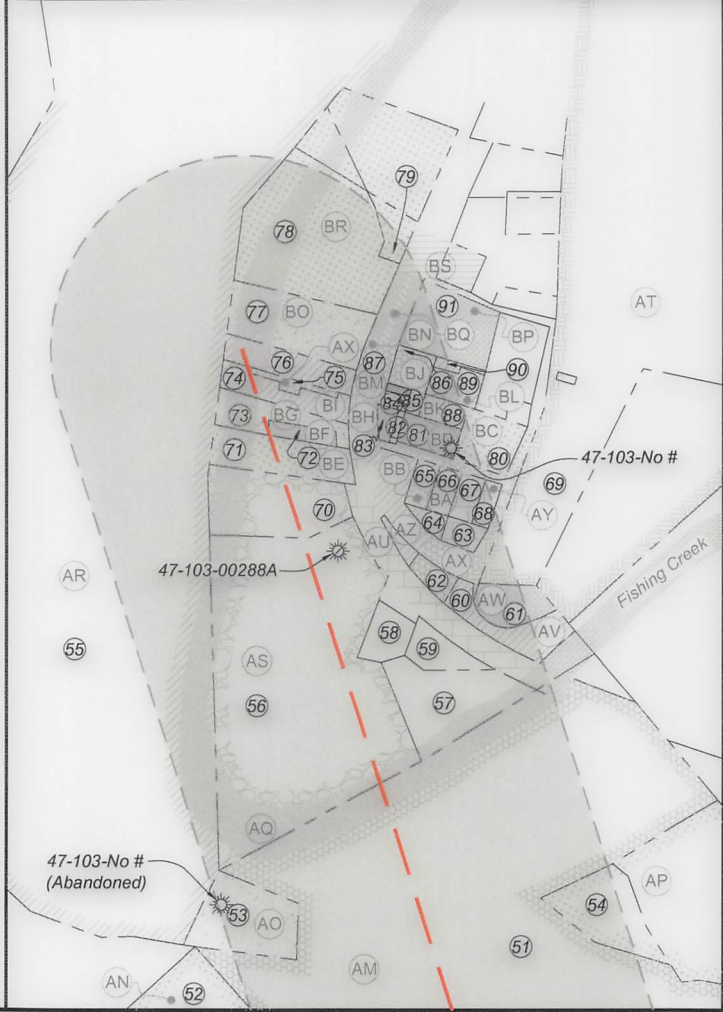 79
78
BR
BS
91
AT
77
BO
BN
BQ
BP
AX
76
87
90
74
75
BJ
86
89
BM
BL
73
BG
BI
84
85
BK
88
BH
BF
82
81
BD
BC
71
72
BE
83
80
47-103-No #
BB
65
66
67
69
BA
68
AY
70
64
63
AZ
AU
47-103-00288A
AX
Fishing Creek
AR
62
60
AW
61
58
59
AV
55
AS
56
57
AQ
47-103-No #
(Abandoned)
53
AO
54
AP
51
AM
AN
52